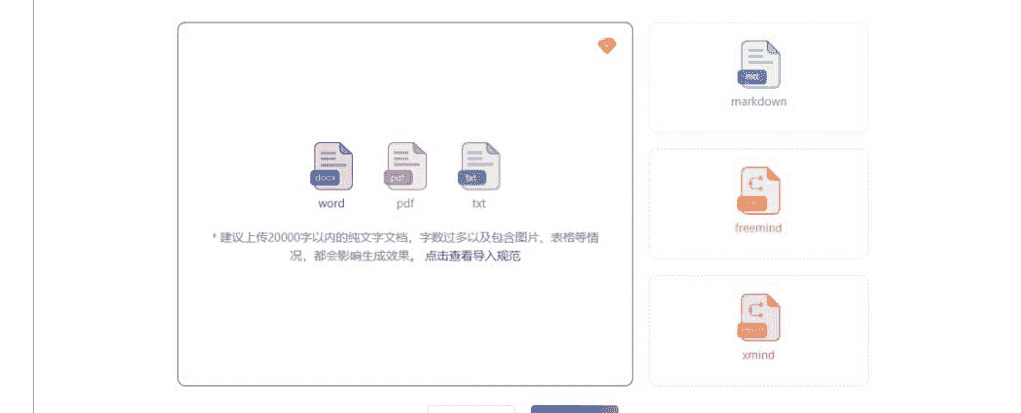 docx
pdf
txt
word
pdf
txt
* 建议上传20000字以内的纯文字文档，字数过多以及包含图片、表格等情
况，都会影响生成效果。 点击查看导入规范
md
markdown
freemind
xmind